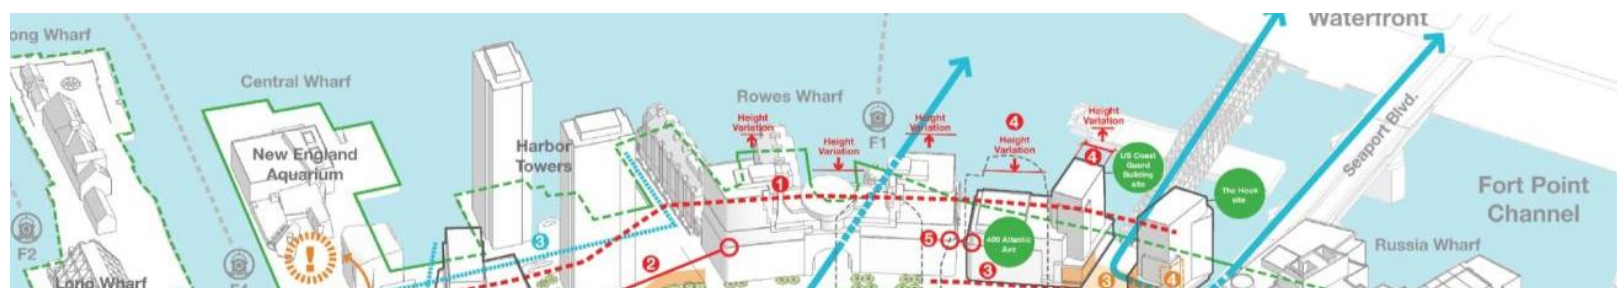 Waterfront
ong Wharf
Central Wharf
Rowes Wharf
Height
Variation
Height
Variation
Height
Variation
4
Height
Variation
Height
Variation
F1
Seaport Blvd.
New England
Aquarium
Harbor
Towers
4
US Coast
Guard
Building
site
The Hook
site
Fort Point
Channel
1
3
5
600 Atlantic
Ave
Russia Wharf
F2
!
2
3
3
4
Long Wharf